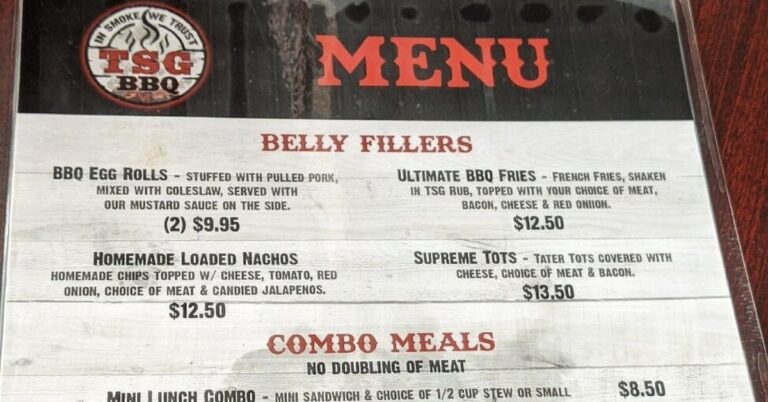 IN SMOKE WE TRUST
TSG
BBQ
MENU
BELLY FILLERS
BBQ EGG ROLLS - STUFFED WITH PULLED PORK,
MIXED WITH COLESLAW, SERVED WITH
OUR MUSTARD SAUCE ON THE SIDE.
(2) $9.95
ULTIMATE BBQ FRIES - FRENCH FRIES, SHAKEN
IN TSG RUB, TOPPED WITH YOUR CHOICE OF MEAT,
BACON, CHEESE & RED ONIION.
$12.50
HOMEMADE LOADED NACHOS
HOMEMADE CHIPS TOPPED W/ CHEESE, TOMATO, RED
ONION, CHOICE OF MEAT & CANDIED JALAPENOS.
$12.50
SUPREME TOTS - TATER TOTS COVERED WITH
CHEESE, CHOICE OF MEAT & BACON.
$13.50
COMBO MEALS
NO DOUBLING OF MEAT
MINI LUNCH COMBO - MINI SANDWICH & CHOICE OF 1/2 CUP STEW OR SMALL $8.50